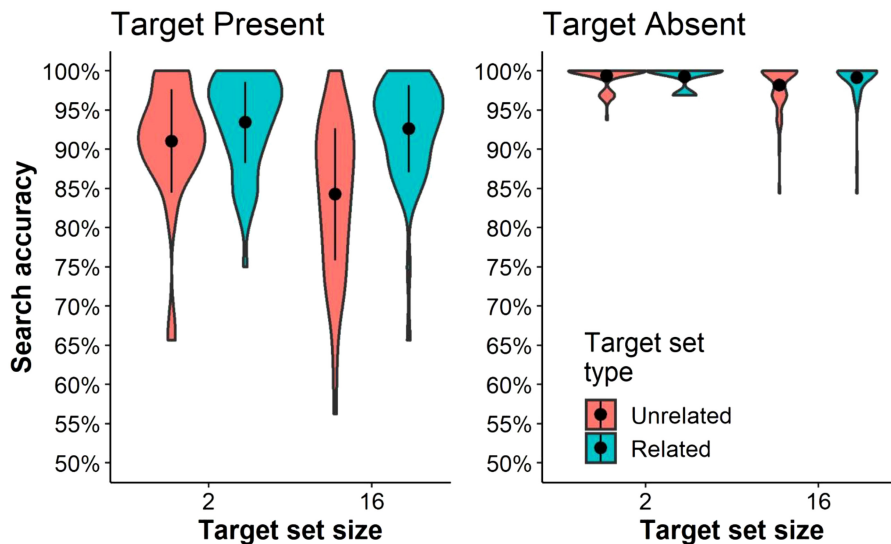 Target Present
Target Absent
Search accuracy
100%
95%
90%
85%
80%
75%
70%
65%
60%
55%
50%
2
16
Target set size
100%
95%
90%
85%
80%
75%
70%
65%
60%
55%
50%
Target set
type
Unrelated
Related
2
16
Target set size